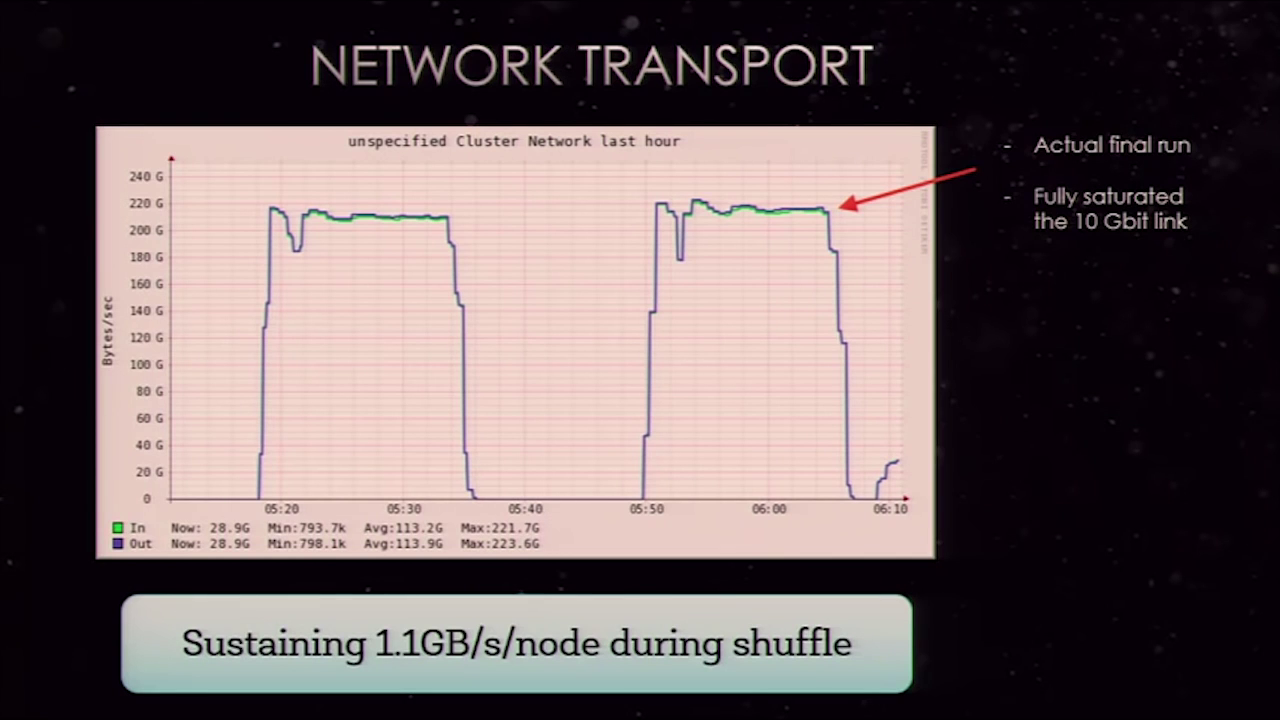 NETWORK TRANSPORT
unspecified Cluster Network last hour
- Actual final run
- Fully saturated
the 10 Gbit link
Bytes/sec
240 G
220 G
200 G
180 G
160 G
140 G
120 G
100 G
80 G
60 G
40 G
20 G
0
05:20 05:30 05:40 05:50 06:00 06:10
In Now: 28.9G Min:793.7k Avg:113.2G Max:221.7G
Out Now: 28.9G Min:798.1k Avg:113.9G Max:223.6G
Sustaining 1.1GB/s/node during shuffle